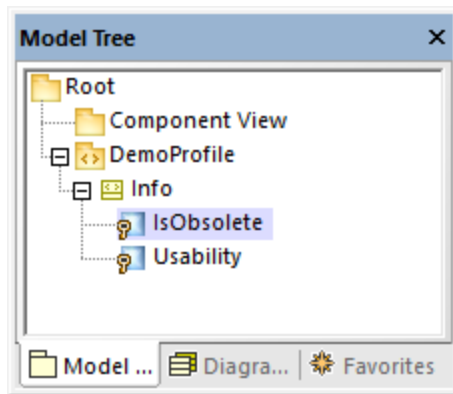 Model Tree
Root
Component View
DemoProfile
Info
IsObsolete
Usability
Model ... Diagra... Favorites